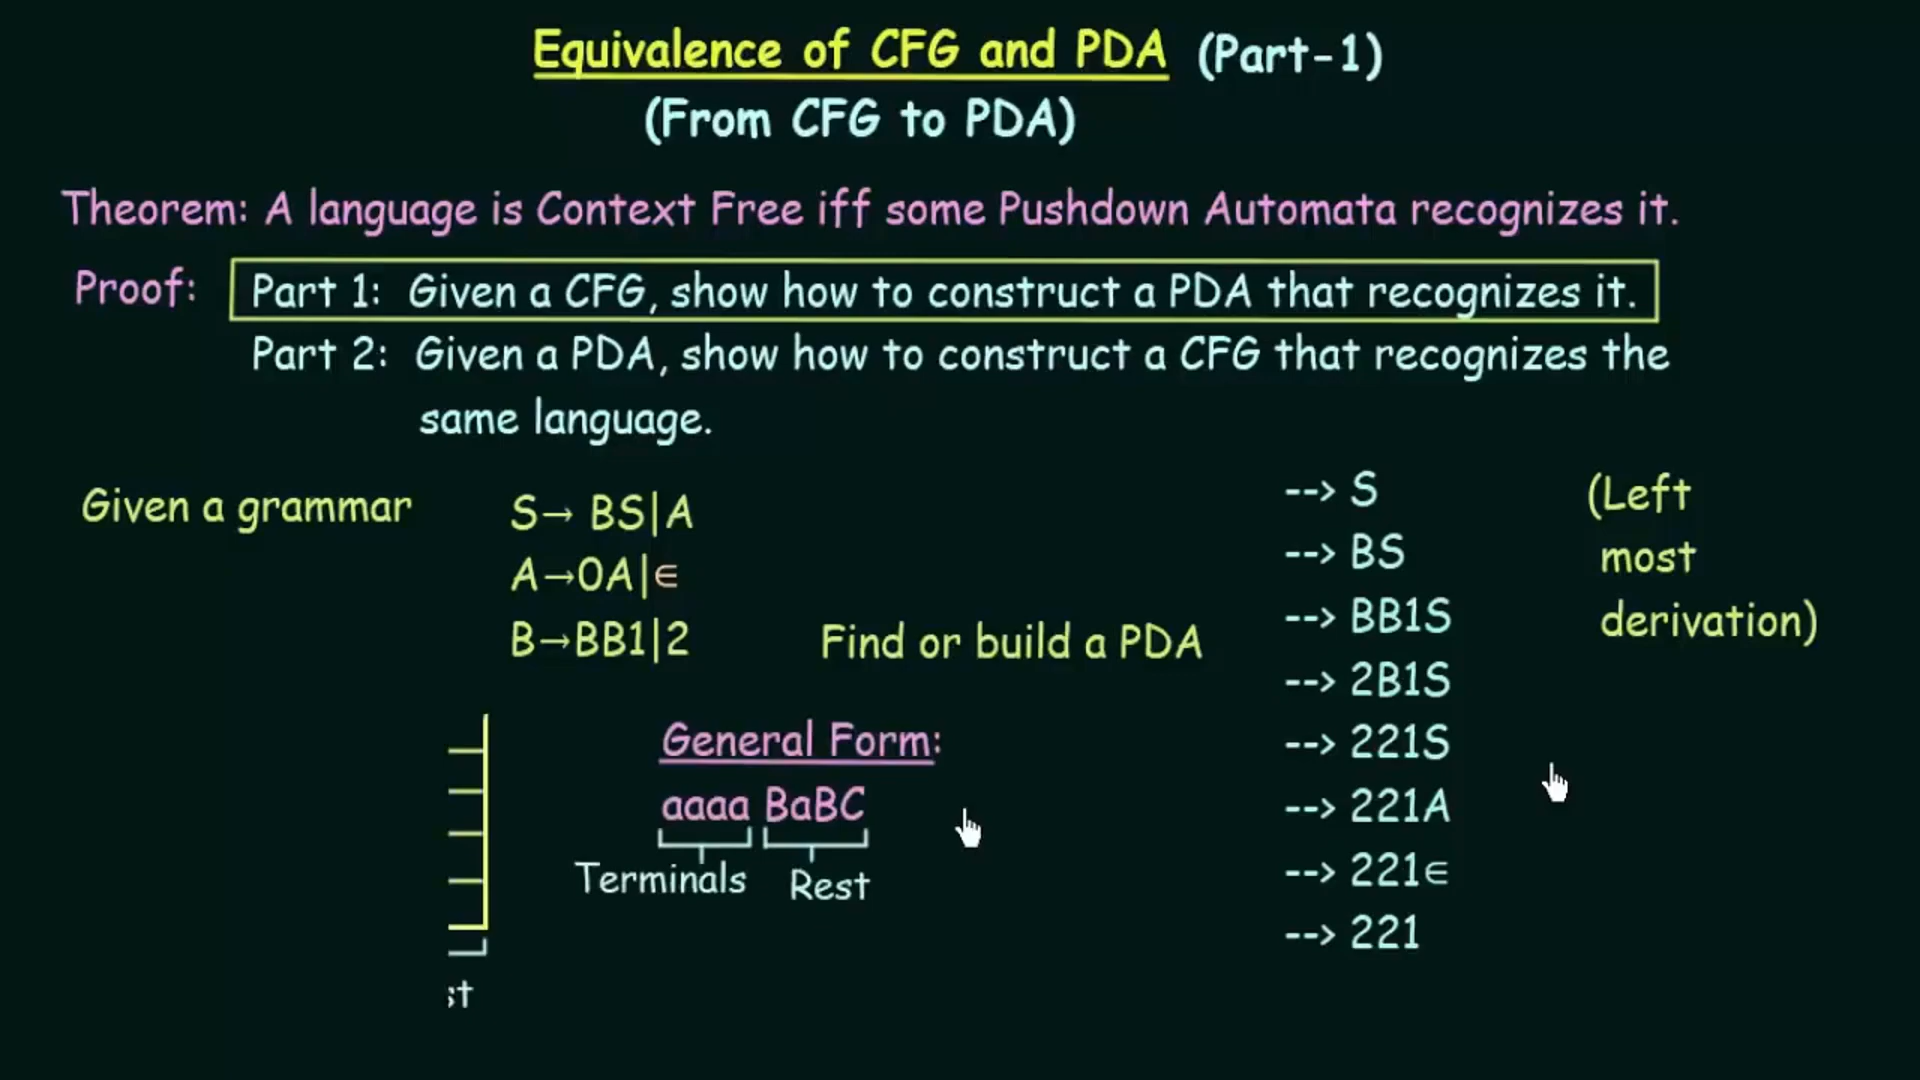 Equivalence of CFG and PDA (Part-1)
(From CFG to PDA)
Theorem: A language is Context Free iff some Pushdown Automata recognizes it.
Proof: Part 1: Given a CFG, show how to construct a PDA that recognizes it.
Part 2: Given a PDA, show how to construct a CFG that recognizes the
same language.
Given a grammar
S→ BS|A
A→0A|∈
B→BB1|2
Find or build a PDA
General Form:
aaaa BaBC
Terminals Rest
--> S
--> BS
--> BB1S
--> 2B1S
--> 221S
--> 221A
--> 221∈
--> 221
(Left
most
derivation)